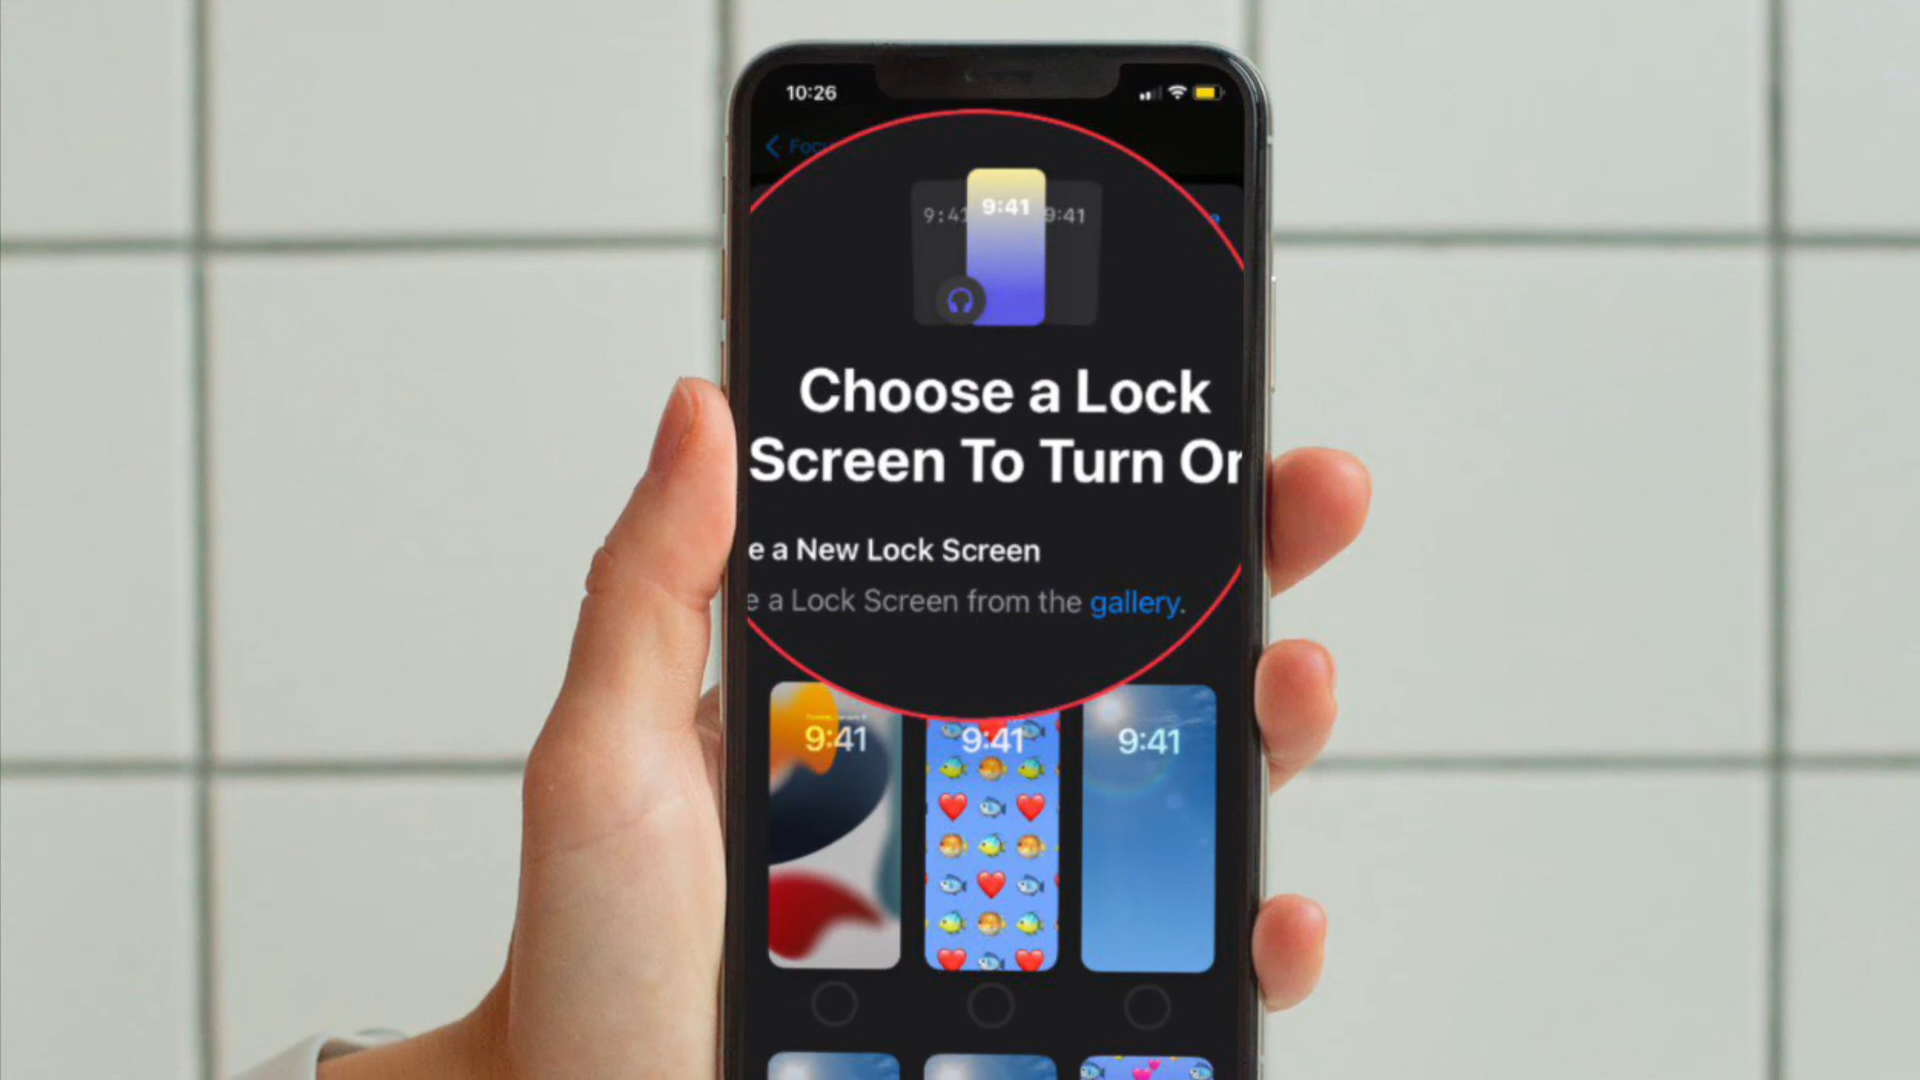 10:26
Focu
9:41 9:41 9:41
Choose a Lock
Screen To Turn On
e a New Lock Screen
e a Lock Screen from the gallery.
9:41 9:41 9:41